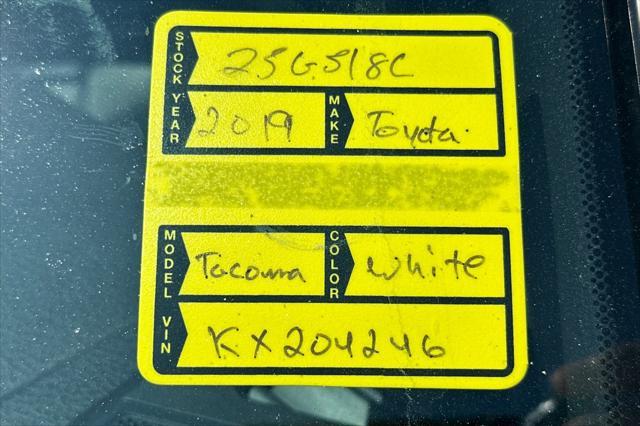 STOCK 25G518C
YEAR 2019 MAKE Toyota
MODEL Tacoma COLOR white
VIN KX204246